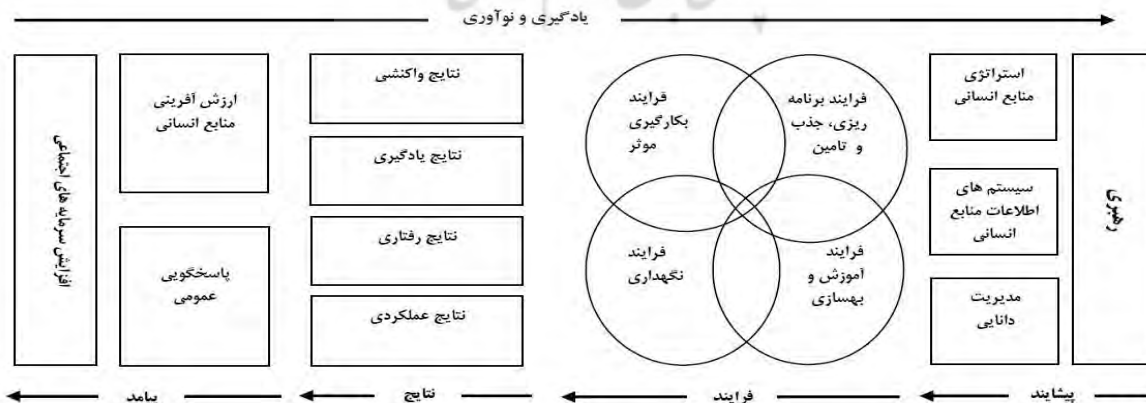 یادگیری و نوآوری
رهبری
استراتژی
منابع انسانی
سیستم های
اطلاعات منابع
انسانی
مدیریت
دانایی
فرایند برنامه
ریزی، جذب
و تامین
فرایند
بکارگیری
موثر
فرایند
آموزش و
بهسازی
فرایند
نگهداری
نتایج واکنشی
نتایج یادگیری
نتایج رفتاری
نتایج عملکردی
ارزش آفرینی
منابع انسانی
پاسخگویی
عمومی
افزایش سرمایه های اجتماعی
پیشایند
فرایند
نتایج
پیامد